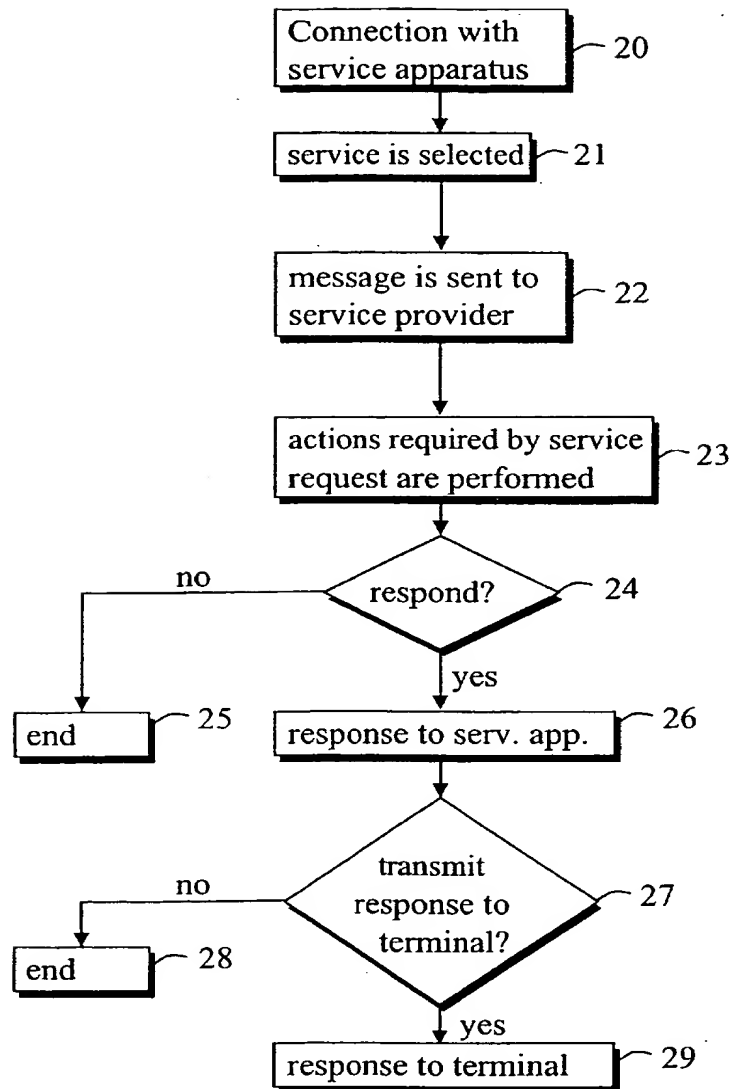 Connection with
service apparatus
20
service is selected
21
message is sent to
service provider
22
actions required by service
request are performed
23
respond?
24
no
yes
end
25
response to serv. app.
26
transmit
response to
terminal?
27
no
end
28
yes
response to terminal
29